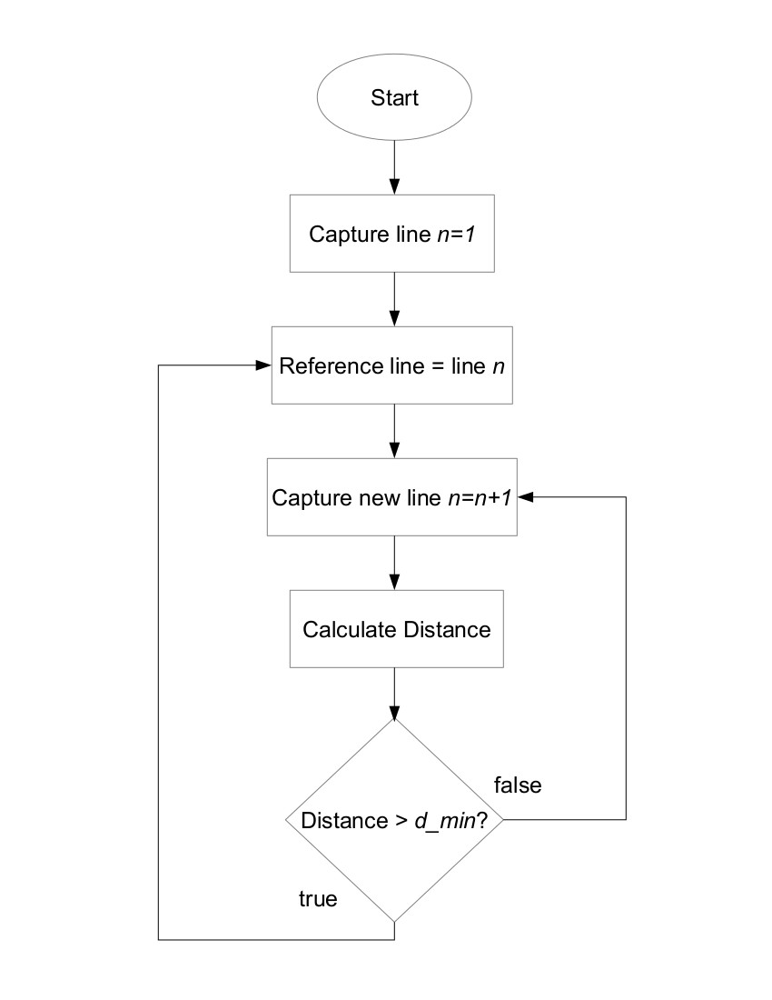 Start
Capture line n=1
Reference line = line n
Capture new line n=n+1
Calculate Distance
false
Distance > d_min?
true